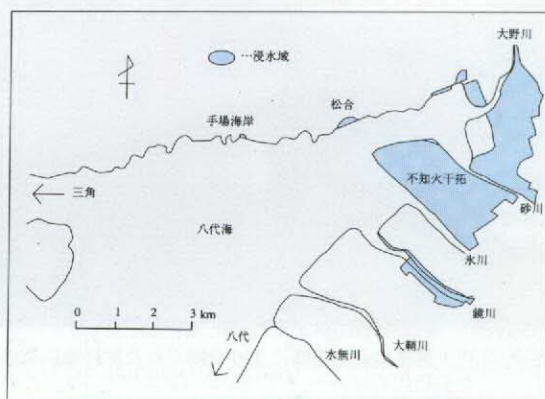 大野川
…浸水域
松合
手場海岸
不知火干拓
三角
砂川
八代海
氷川
鏡川
0 1 2 3 km
八代
大鞘川
水無川